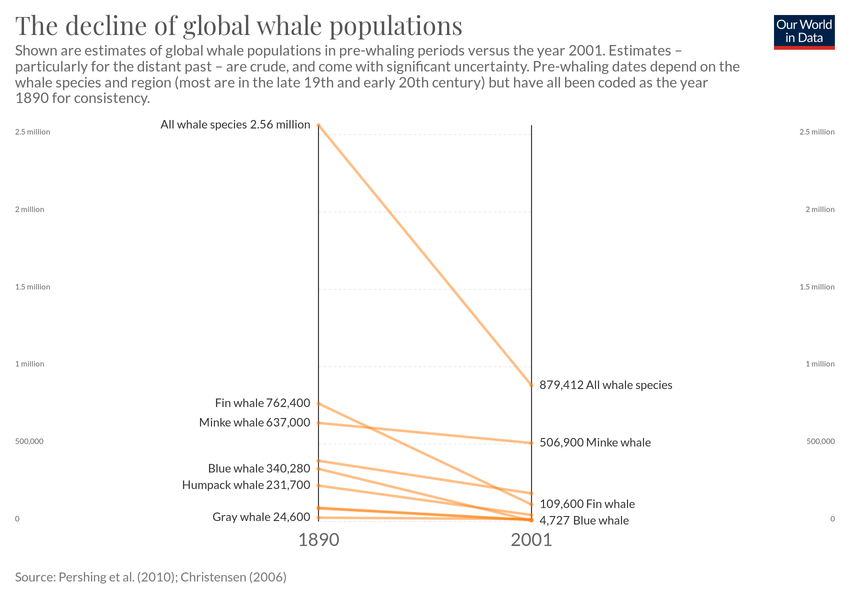 The decline of global whale populations
Our World
in Data
Shown are estimates of global whale populations in pre-whaling periods versus the year 2001. Estimates –
particularly for the distant past – are crude, and come with significant uncertainty. Pre-whaling dates depend on the
whale species and region (most are in the late 19th and early 20th century) but have all been coded as the year
1890 for consistency.
All whale species 2.56 million
2.5 million
2.5 million
2 million
2 million
1.5 million
1.5 million
1 million
1 million
879,412 All whale species
Fin whale 762,400
Minke whale 637,000
500,000
506,900 Minke whale
500,000
Blue whale 340,280
Humpack whale 231,700
109,600 Fin whale
Gray whale 24,600
0
4,727 Blue whale
0
1890
2001
Source: Pershing et al. (2010); Christensen (2006)